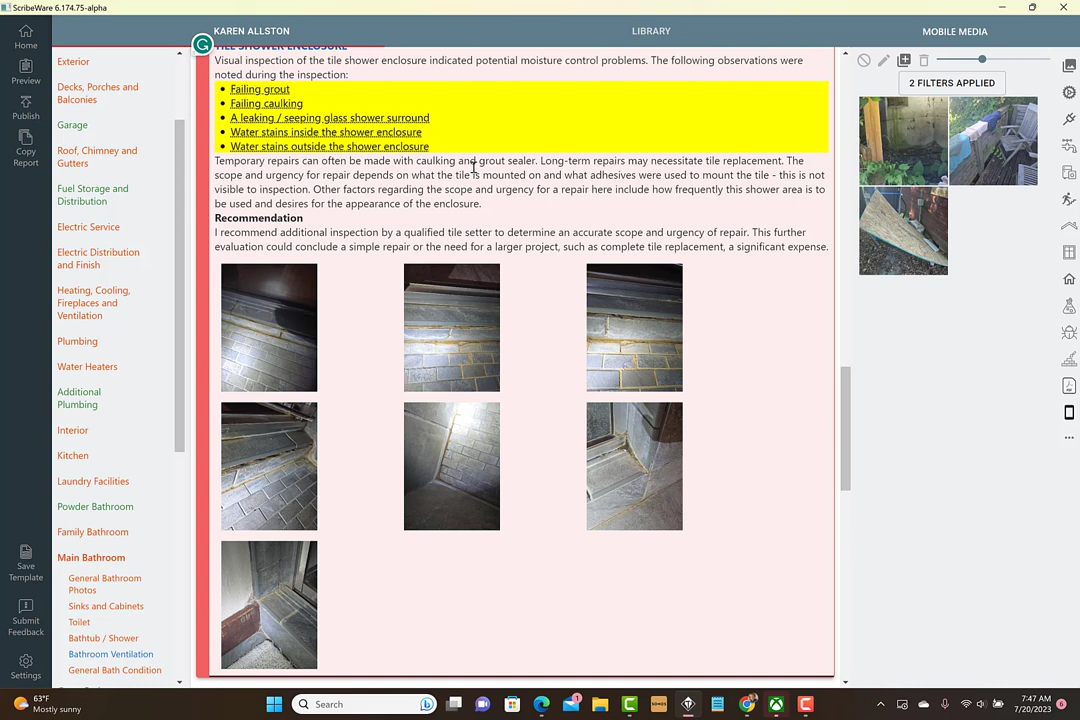 ScribeWare 6.174.75-alpha
KAREN ALLSTON
LIBRARY
MOBILE MEDIA
Home
Preview
Publish
Copy
Report
Save
Template
Submit
Feedback
Settings
Exterior
Decks, Porches and
Balconies
Garage
Roof, Chimney and
Gutters
Fuel Storage and
Distribution
Electric Service
Electric Distribution
and Finish
Heating, Cooling,
Fireplaces and
Ventilation
Plumbing
Water Heaters
Additional
Plumbing
Interior
Kitchen
Laundry Facilities
Powder Bathroom
Family Bathroom
Main Bathroom
General Bathroom
Photos
Sinks and Cabinets
Toilet
Bathtub / Shower
Bathroom Ventilation
General Bath Condition
TILE SHOWER ENCLOSURE
Visual inspection of the tile shower enclosure indicated potential moisture control problems. The following observations were
noted during the inspection:
• Failing grout
• Failing caulking
• A leaking / seeping glass shower surround
• Water stains inside the shower enclosure
• Water stains outside the shower enclosure
Temporary repairs can often be made with caulking and grout sealer. Long-term repairs may necessitate tile replacement. The
scope and urgency for repair depends on what the tile is mounted on and what adhesives were used to mount the tile - this is not
visible to inspection. Other factors regarding the scope and urgency for a repair here include how frequently this shower area is to
be used and desires for the appearance of the enclosure.
Recommendation
I recommend additional inspection by a qualified tile setter to determine an accurate scope and urgency of repair. This further
evaluation could conclude a simple repair or the need for a larger project, such as complete tile replacement, a significant expense.
2 FILTERS APPLIED
63°F
Mostly sunny
Search
1
SONOS
7:47 AM
7/20/2023
6